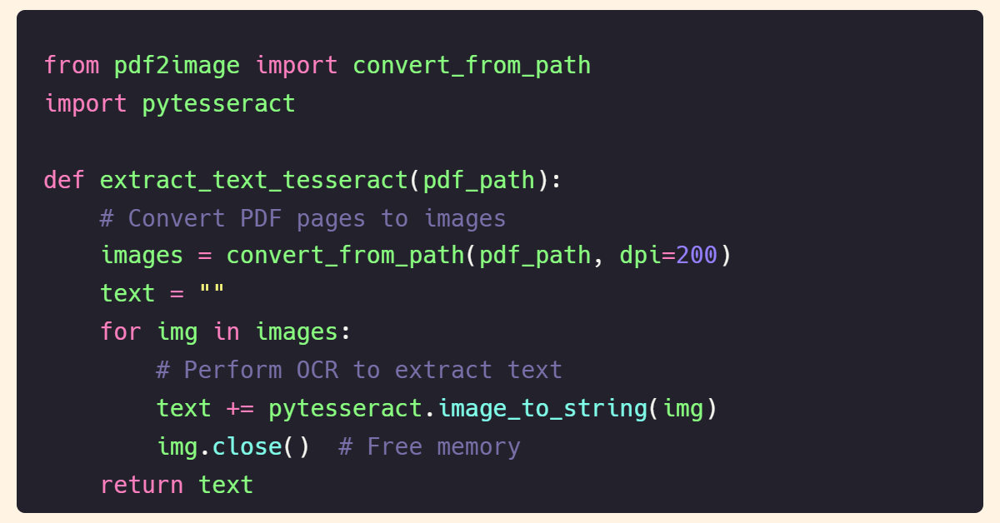 from pdf2image import convert_from_path
import pytesseract

def extract_text_tesseract(pdf_path):
    # Convert PDF pages to images
    images = convert_from_path(pdf_path, dpi=200)
    text = ""
    for img in images:
        # Perform OCR to extract text
        text += pytesseract.image_to_string(img)
        img.close()  # Free memory
    return text